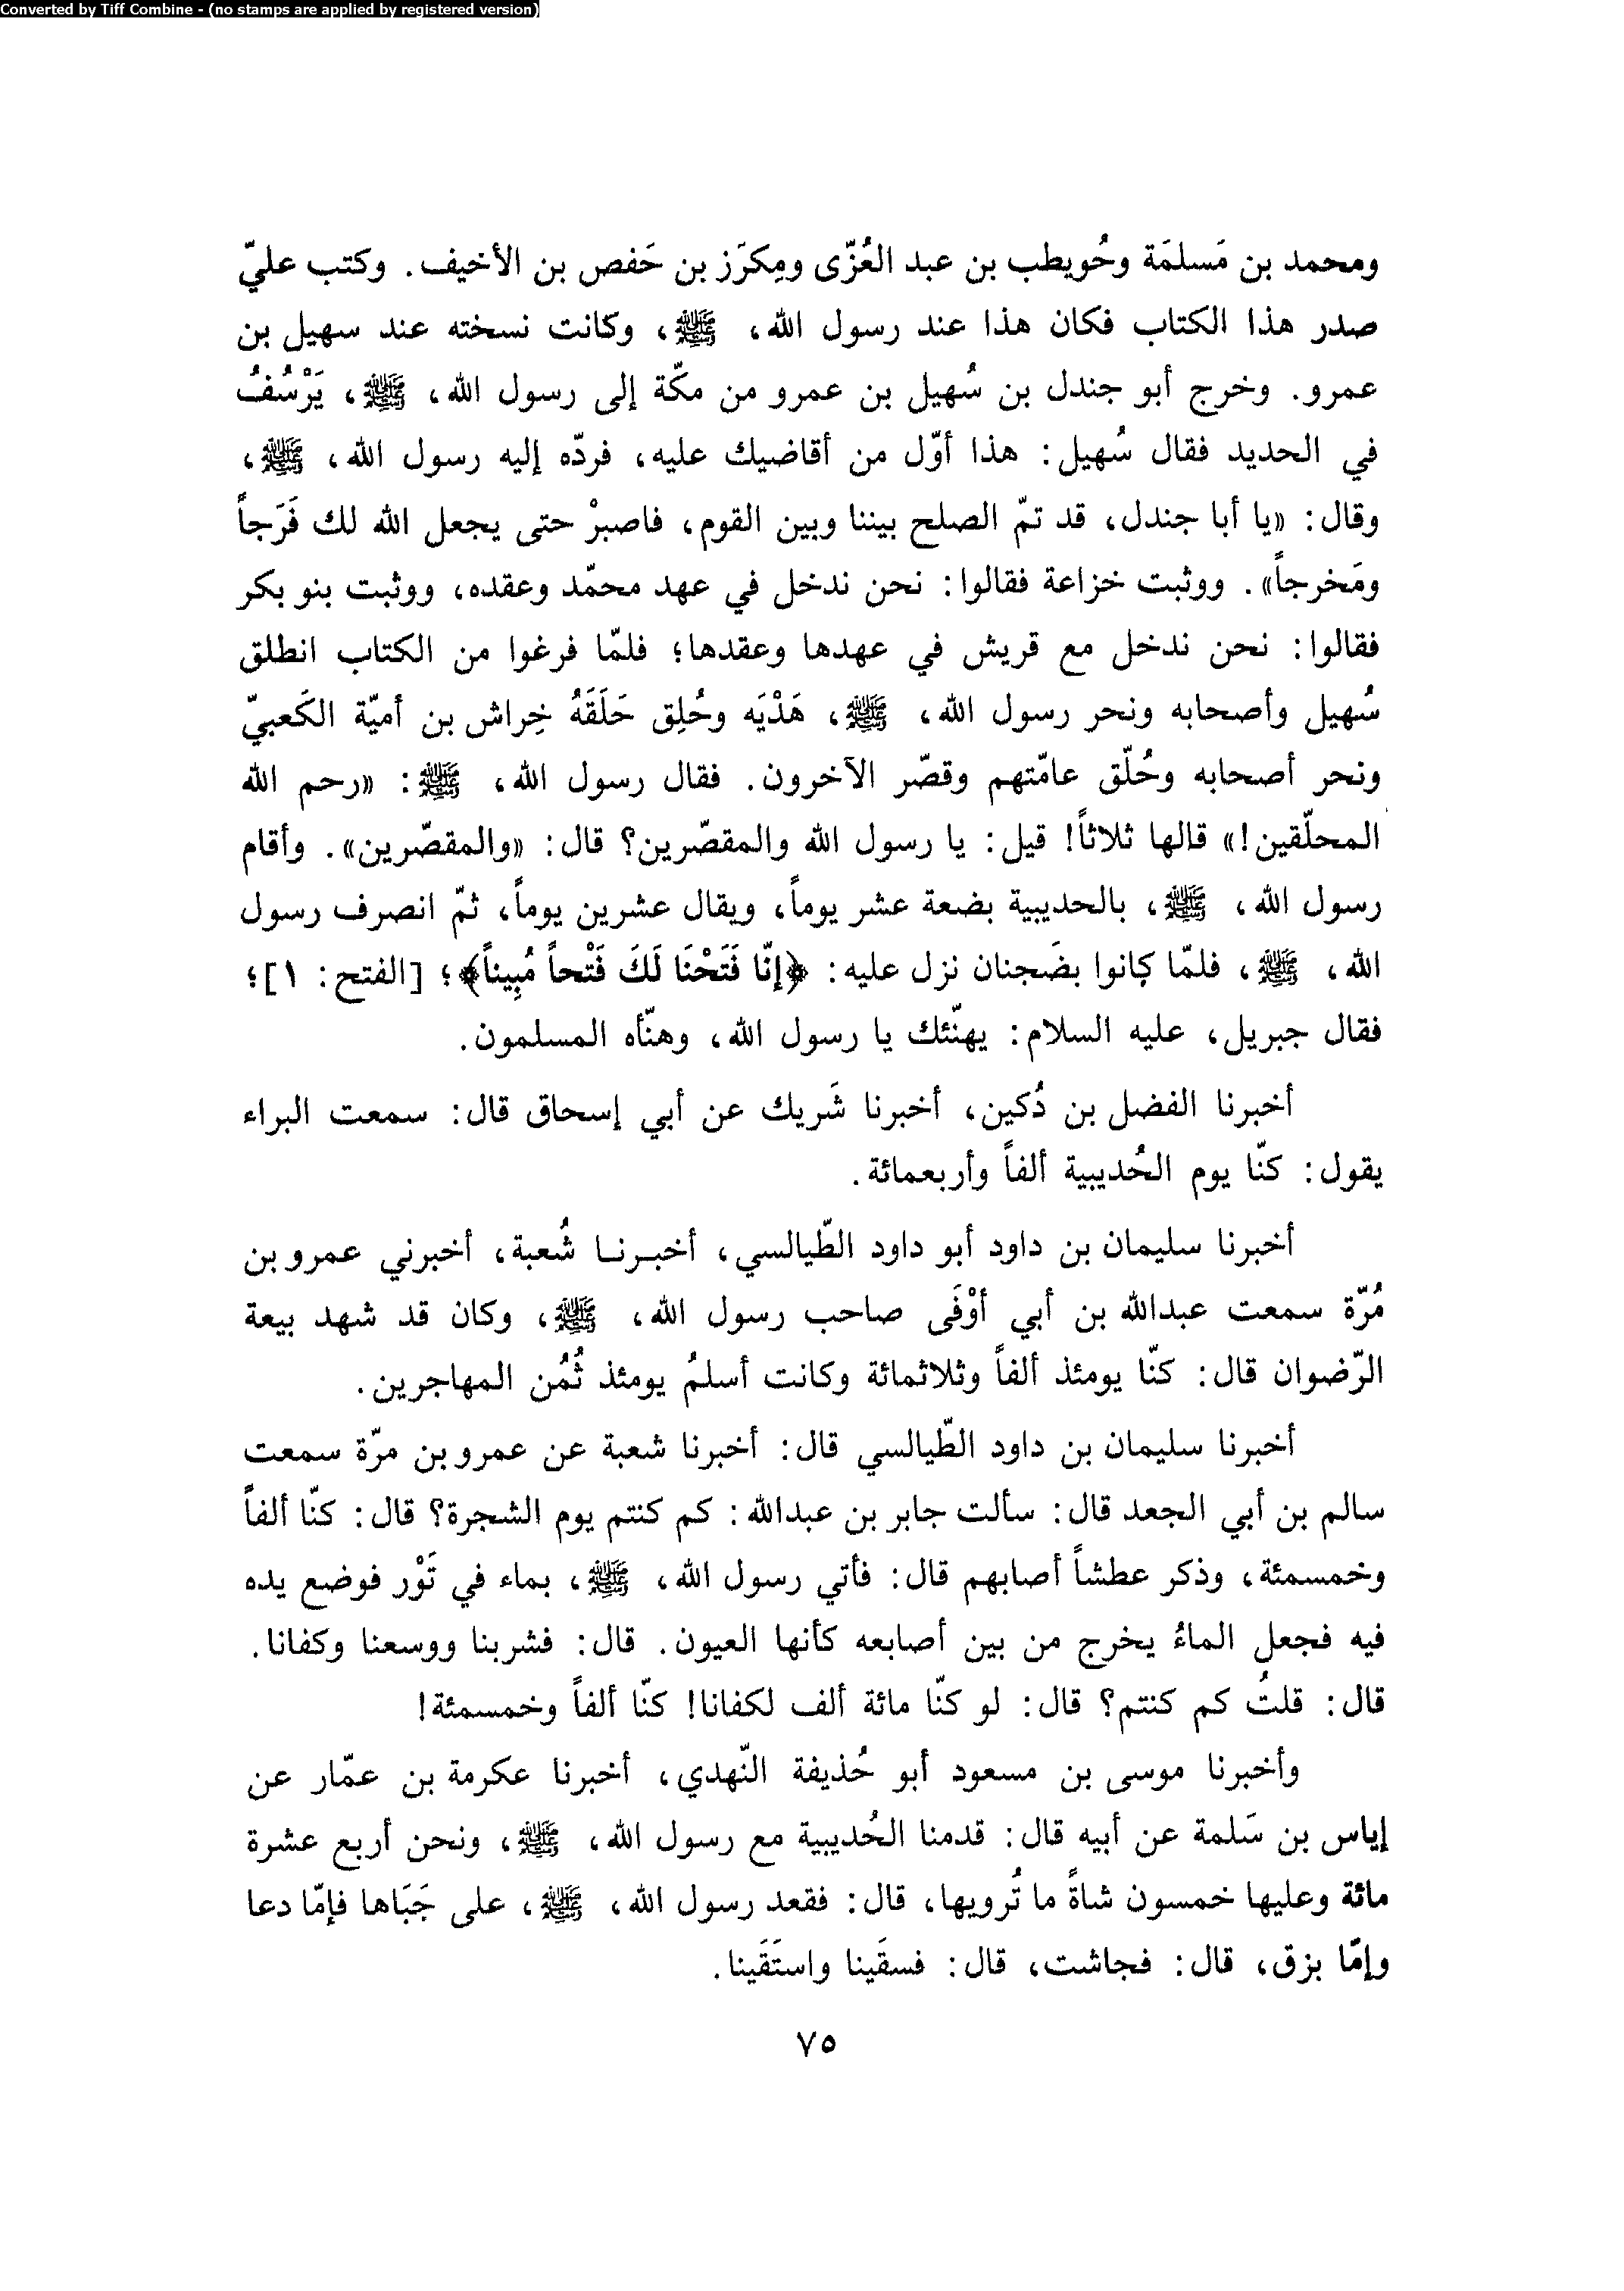 Converted by Tiff Combine - (no stamps are applied by registered version)
ومحمد بن مَسلمَة وحُويطب بن عبد العُزّى ومِكرَز بن حَفص بن الأخيف. وكتب عليّ
صدر هذا الكتاب فكان هذا عند رسول الله، ﷺ، وكانت نسخته عند سهيل بن
عمرو. وخرج أبو جندل بن سُهيل بن عمرو من مكّة إلى رسول الله، ﷺ، يَرْسُفُ
في الحديد فقال سُهيل: هذا أوّل من أقاضيك عليه، فردّه إليه رسول الله، ﷺ،
وقال: «يا أبا جندل، قد تمّ الصلح بيننا وبين القوم، فاصبرْ حتى يجعل الله لك فَرَجاً
ومَخرجاً». ووثبت خزاعة فقالوا: نحن ندخل في عهد محمّد وعقده، ووثبت بنو بكر
فقالوا: نحن ندخل مع قريش في عهدها وعقدها؛ فلمّا فرغوا من الكتاب انطلق
سُهيل وأصحابه ونحر رسول الله، ﷺ، هَدْيَه وحُلِق حَلَقَهُ خِراش بن أميّة الكَعبيّ
ونحر أصحابه وحُلّق عامّتهم وقصّر الآخرون. فقال رسول الله، ﷺ: «رحم الله
المحلّقين!» قالها ثلاثاً! قيل: يا رسول الله والمقصّرين؟ قال: «والمقصّرين». وأقام
رسول الله، ﷺ، بالحديبية بضعة عشر يوماً، ويقال عشرين يوماً، ثمّ انصرف رسول
الله، ﷺ، فلمّا كانوا بضَجنان نزل عليه: ﴿إنّا فَتَحْنَا لَكَ فَتْحاً مُبِيناً﴾؛ [الفتح: ١]؛
فقال جبريل، عليه السلام: يهنّئك يا رسول الله، وهنّأه المسلمون.
أخبرنا الفضل بن دُكين، أخبرنا شَريك عن أبي إسحاق قال: سمعت البراء
يقول: كنّا يوم الحُديبية ألفاً وأربعمائة.
أخبرنا سليمان بن داود أبو داود الطّيالسي، أخبرنا شُعبة، أخبرني عمرو بن
مُرّة سمعت عبدالله بن أبي أوْفَى صاحب رسول الله، ﷺ، وكان قد شهد بيعة
الرّضوان قال: كنّا يومئذ ألفاً وثلاثمائة وكانت أسلمُ يومئذ ثُمُن المهاجرين.
أخبرنا سليمان بن داود الطّيالسي قال: أخبرنا شعبة عن عمرو بن مرّة سمعت
سالم بن أبي الجعد قال: سألت جابر بن عبدالله: كم كنتم يوم الشجرة؟ قال: كنّا ألفاً
وخمسمئة، وذكر عطشاً أصابهم قال: فأتي رسول الله، ﷺ، بماء في تَوْر فوضع يده
فيه فجعل الماءُ يخرج من بين أصابعه كأنها العيون. قال: فشربنا ووسعنا وكفانا.
قال: قلتُ كم كنتم؟ قال: لو كنّا مائة ألف لكفانا! كنّا ألفاً وخمسمئة!
وأخبرنا موسى بن مسعود أبو حُذيفة النّهدي، أخبرنا عكرمة بن عمّار عن
إياس بن سَلمة عن أبيه قال: قدمنا الحُديبية مع رسول الله، ﷺ، ونحن أربع عشرة
مائة وعليها خمسون شاةً ما تُرويها، قال: فقعد رسول الله، ﷺ، على جَبَاها فإمّا دعا
وإمّا بزق، قال: فجاشت، قال: فسقَينا واستَقَينا.
٧٥